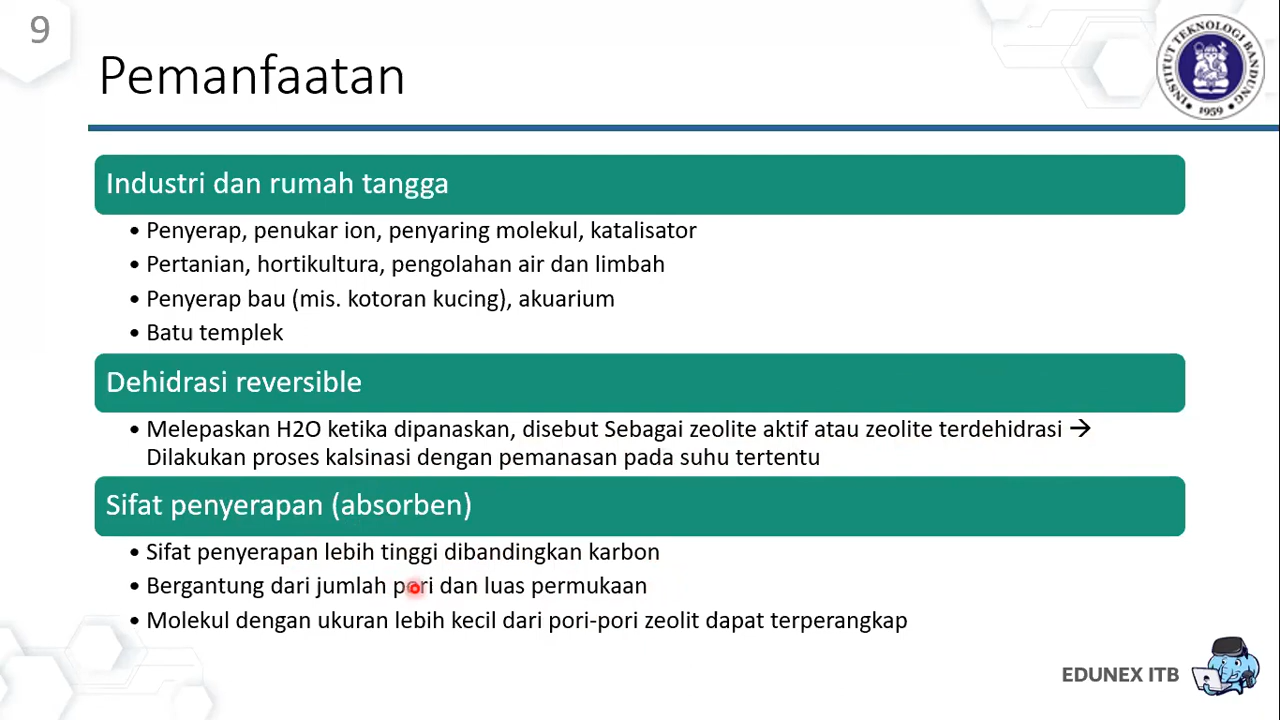 9
Pemanfaatan
INSTITUT TEKNOLOGI BANDUNG
1959
Industri dan rumah tangga
• Penyerap, penukar ion, penyaring molekul, katalisator
• Pertanian, hortikultura, pengolahan air dan limbah
• Penyerap bau (mis. kotoran kucing), akuarium
• Batu templek
Dehidrasi reversible
• Melepaskan H2O ketika dipanaskan, disebut Sebagai zeolite aktif atau zeolite terdehidrasi →
Dilakukan proses kalsinasi dengan pemanasan pada suhu tertentu
Sifat penyerapan (absorben)
• Sifat penyerapan lebih tinggi dibandingkan karbon
• Bergantung dari jumlah pori dan luas permukaan
• Molekul dengan ukuran lebih kecil dari pori-pori zeolit dapat terperangkap
EDUNEX ITB